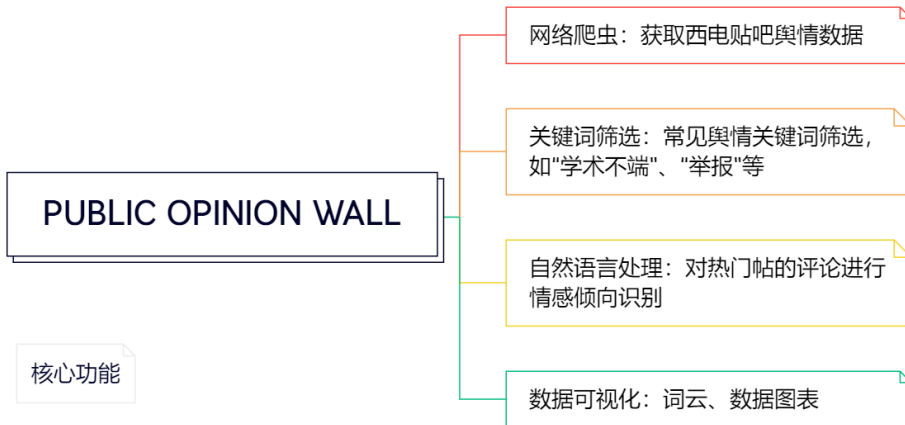 网络爬虫：获取西电贴吧舆情数据
关键词筛选：常见舆情关键词筛选，
如"学术不端"、"举报"等
PUBLIC OPINION WALL
自然语言处理：对热门帖的评论进行
情感倾向识别
核心功能
数据可视化：词云、数据图表